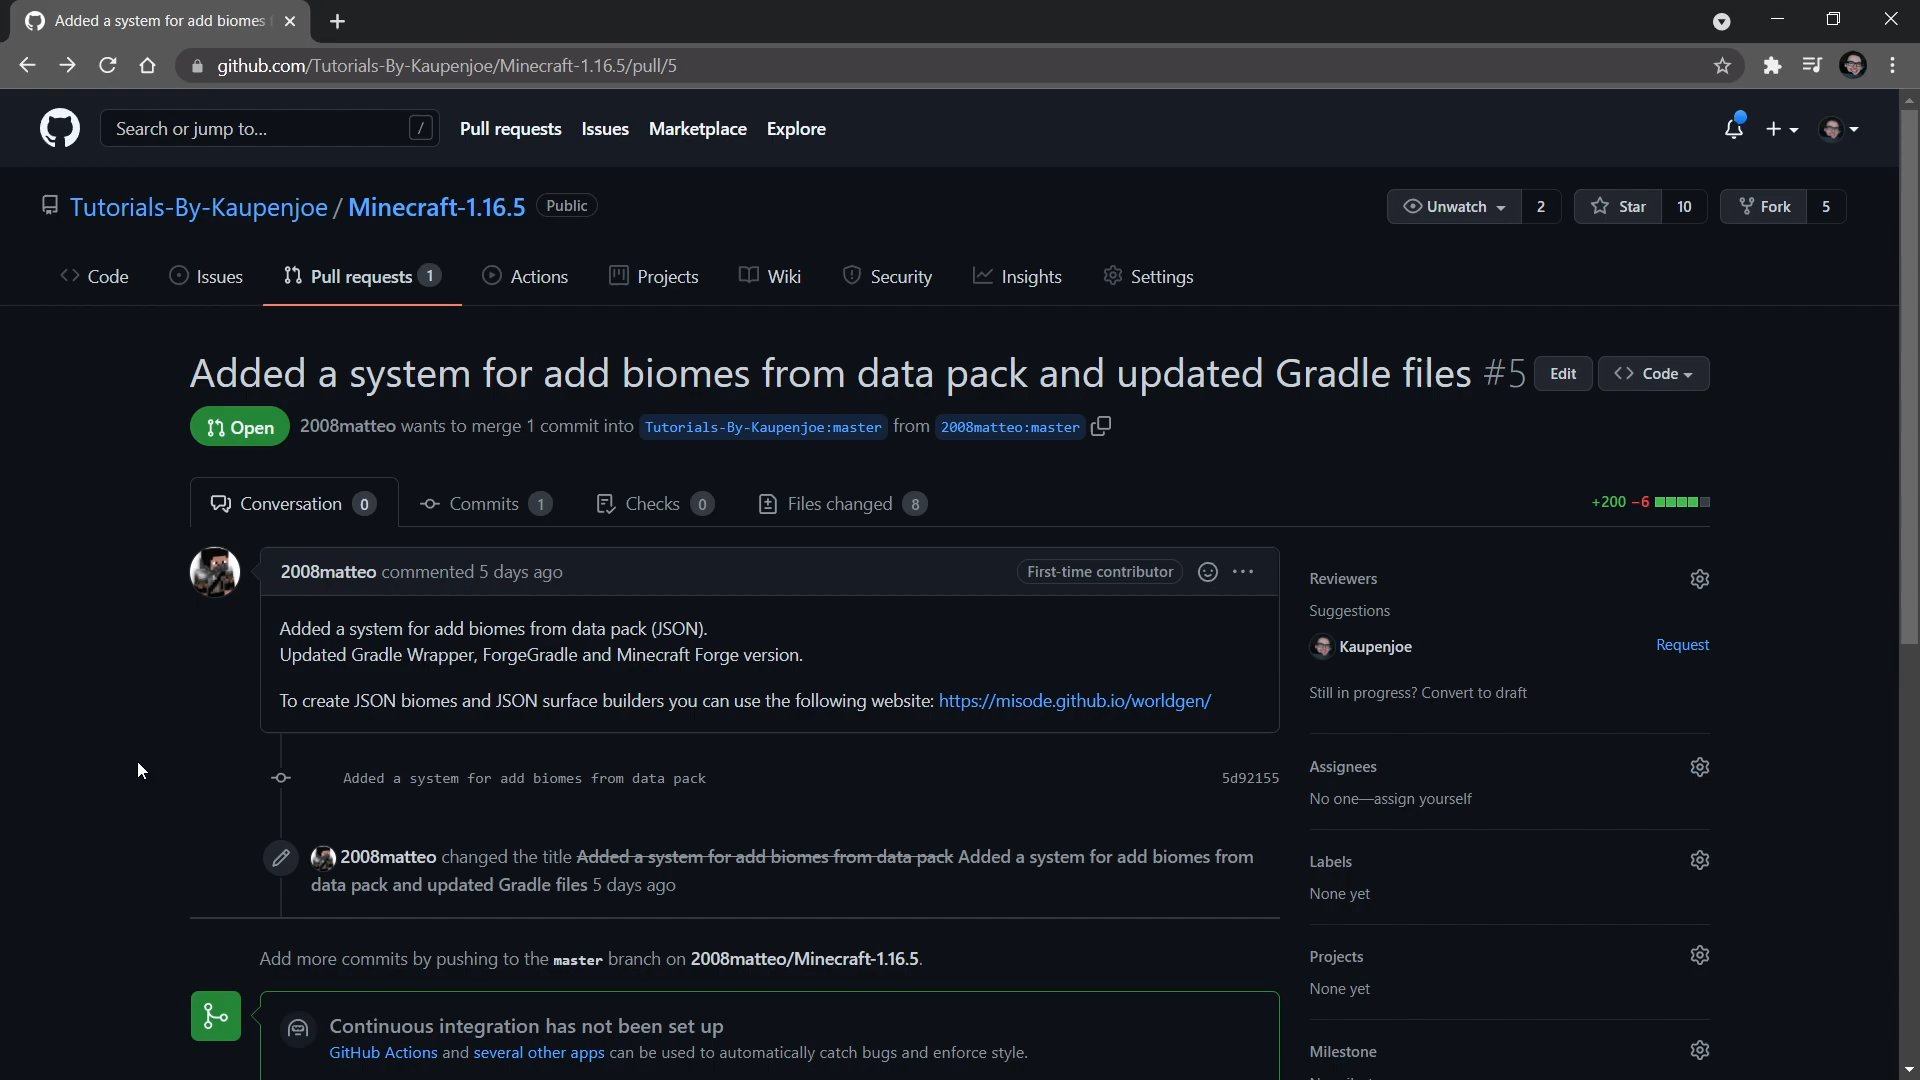 Added a system for add biomes f
github.com/Tutorials-By-Kaupenjoe/Minecraft-1.16.5/pull/5
Search or jump to... /
Pull requests Issues Marketplace Explore
Tutorials-By-Kaupenjoe / Minecraft-1.16.5 Public
Unwatch 2 Star 10 Fork 5
Code Issues Pull requests 1 Actions Projects Wiki Security Insights Settings
Added a system for add biomes from data pack and updated Gradle files #5 Edit Code
Open 2008matteo wants to merge 1 commit into Tutorials-By-Kaupenjoe:master from 2008matteo:master
Conversation 0 Commits 1 Checks 0 Files changed 8 +200 −6
2008matteo commented 5 days ago First-time contributor
Added a system for add biomes from data pack (JSON).
Updated Gradle Wrapper, ForgeGradle and Minecraft Forge version.
To create JSON biomes and JSON surface builders you can use the following website: https://misode.github.io/worldgen/
Added a system for add biomes from data pack 5d92155
2008matteo changed the title Added a system for add biomes from data pack Added a system for add biomes from
data pack and updated Gradle files 5 days ago
Add more commits by pushing to the master branch on 2008matteo/Minecraft-1.16.5.
Continuous integration has not been set up
GitHub Actions and several other apps can be used to automatically catch bugs and enforce style.
Reviewers
Suggestions
Kaupenjoe Request
Still in progress? Convert to draft
Assignees
No one—assign yourself
Labels
None yet
Projects
None yet
Milestone